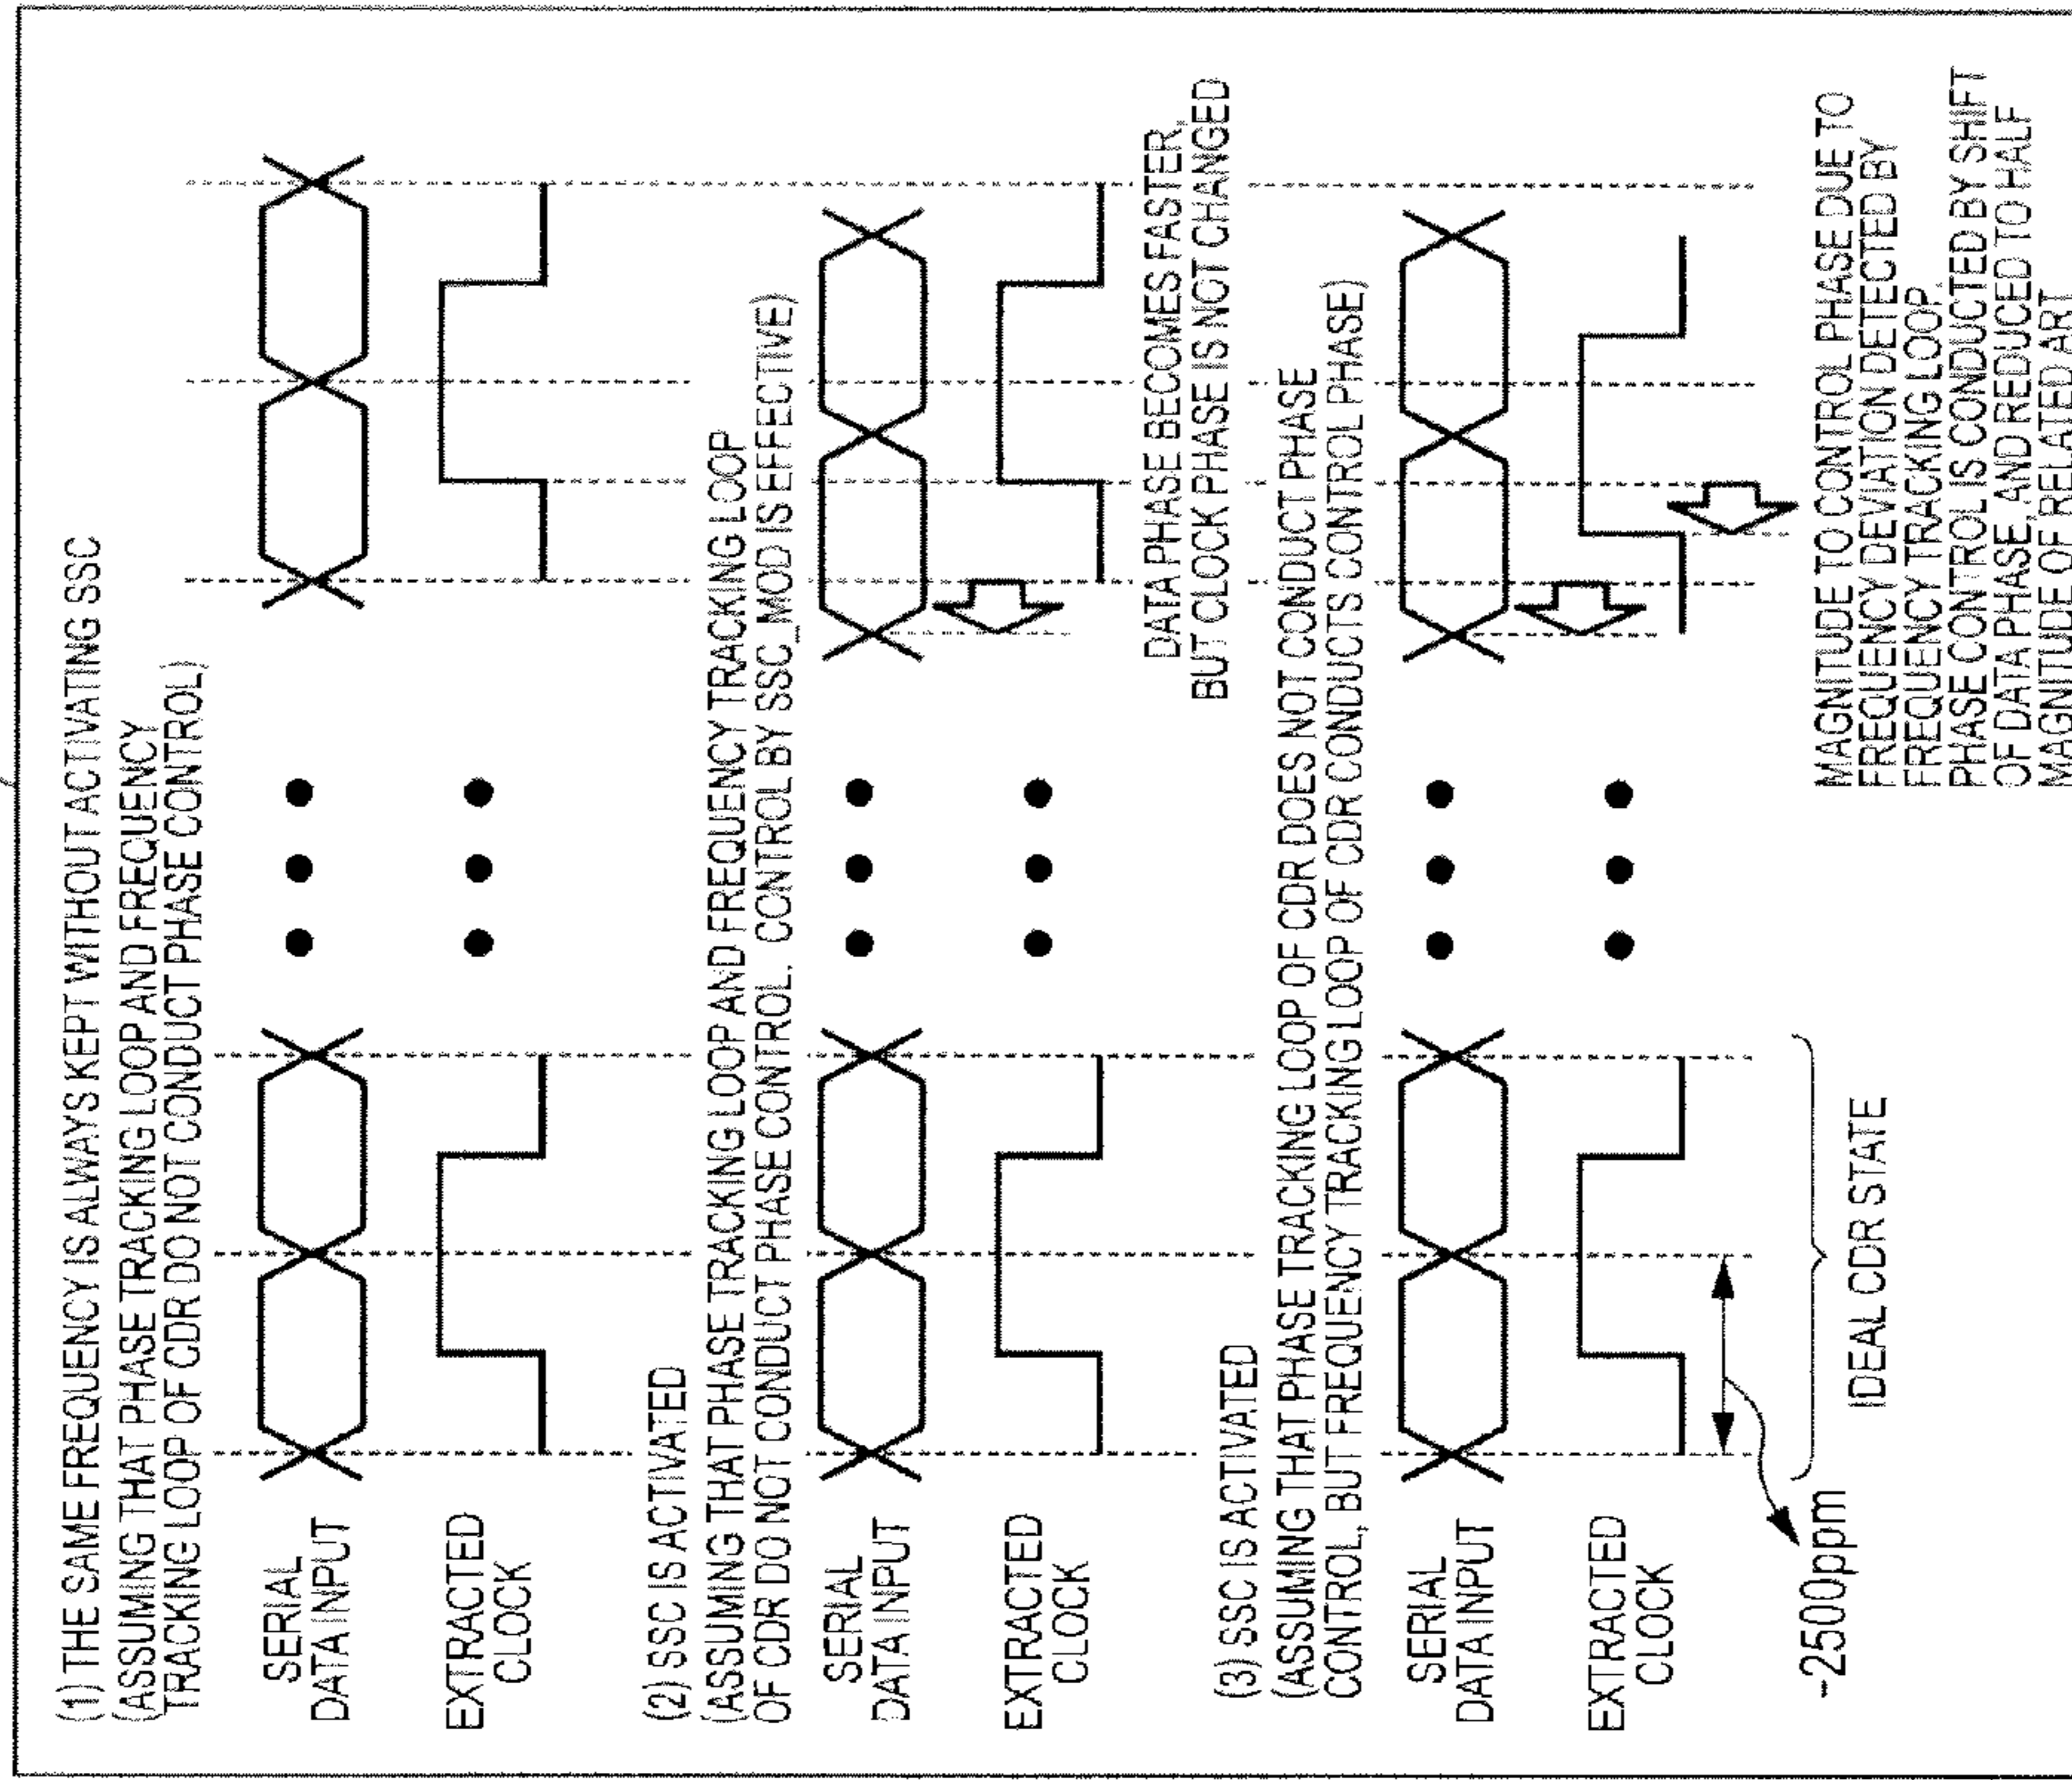 (1) THE SAME FREQUENCY IS ALWAYS KEPT WITHOUT ACTIVATING SSC
(ASSUMING THAT PHASE TRACKING LOOP AND FREQUENCY
TRACKING LOOP OF CDR DO NOT CONDUCT PHASE CONTROL)
SERIAL
DATA INPUT
EXTRACTED
CLOCK
(2) SSC IS ACTIVATED
(ASSUMING THAT PHASE TRACKING LOOP AND FREQUENCY TRACKING LOOP
OF CDR DO NOT CONDUCT PHASE CONTROL. CONTROL BY SSC_MOD IS EFFECTIVE)
SERIAL
DATA INPUT
EXTRACTED
CLOCK
DATA PHASE BECOMES FASTER,
BUT CLOCK PHASE IS NOT CHANGED
(3) SSC IS ACTIVATED
(ASSUMING THAT PHASE TRACKING LOOP OF CDR DOES NOT CONDUCT PHASE
CONTROL, BUT FREQUENCY TRACKING LOOP OF CDR CONDUCTS CONTROL PHASE)
SERIAL
DATA INPUT
EXTRACTED
CLOCK
-2500ppm
IDEAL CDR STATE
MAGNITUDE TO CONTROL PHASE DUE TO
FREQUENCY DEVIATION DETECTED BY
FREQUENCY TRACKING LOOP.
PHASE CONTROL IS CONDUCTED BY SHIFT
OF DATA PHASE, AND REDUCED TO HALF
MAGNITUDE OF RELATED ART